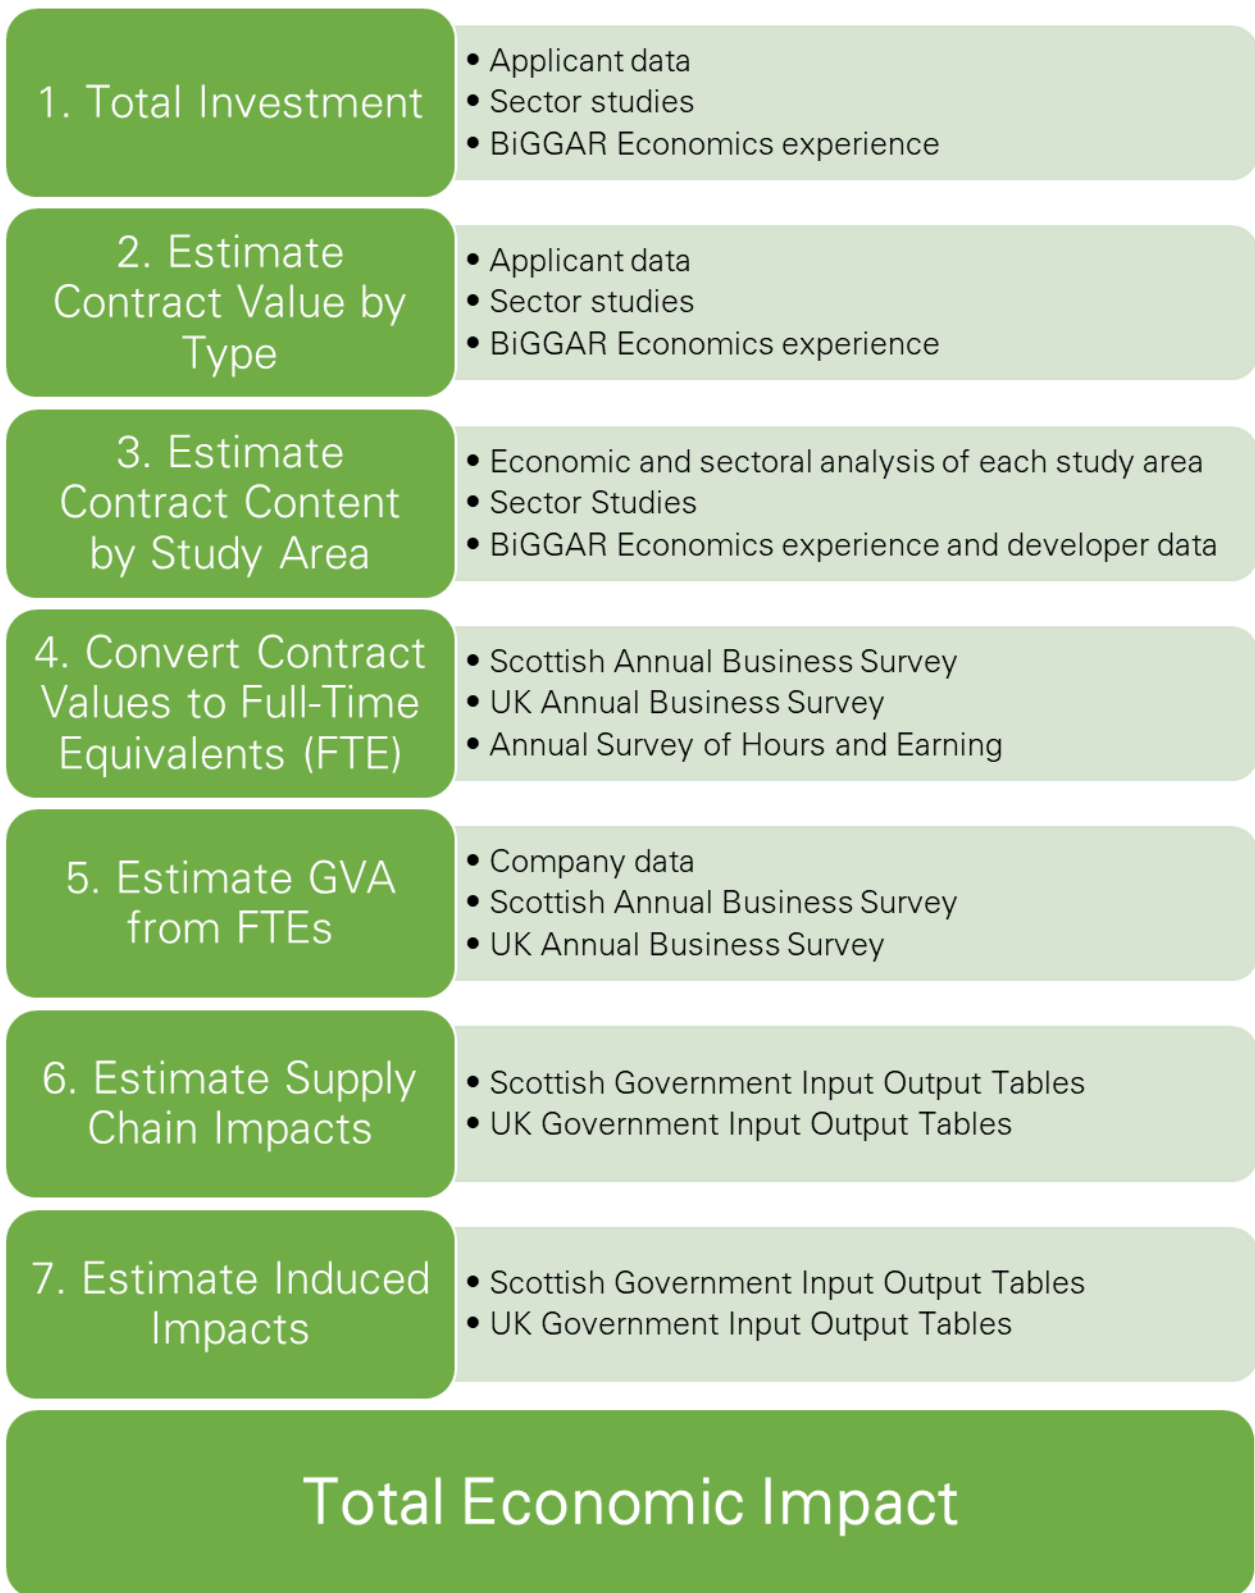 1. Total Investment
• Applicant data
• Sector studies
• BiGGAR Economics experience
2. Estimate
Contract Value by
Type
• Applicant data
• Sector studies
• BiGGAR Economics experience
3. Estimate
Contract Content
by Study Area
• Economic and sectoral analysis of each study area
• Sector Studies
• BiGGAR Economics experience and developer data
4. Convert Contract
Values to Full-Time
Equivalents (FTE)
• Scottish Annual Business Survey
• UK Annual Business Survey
• Annual Survey of Hours and Earning
5. Estimate GVA
from FTEs
• Company data
• Scottish Annual Business Survey
• UK Annual Business Survey
6. Estimate Supply
Chain Impacts
• Scottish Government Input Output Tables
• UK Government Input Output Tables
7. Estimate Induced
Impacts
• Scottish Government Input Output Tables
• UK Government Input Output Tables
Total Economic Impact